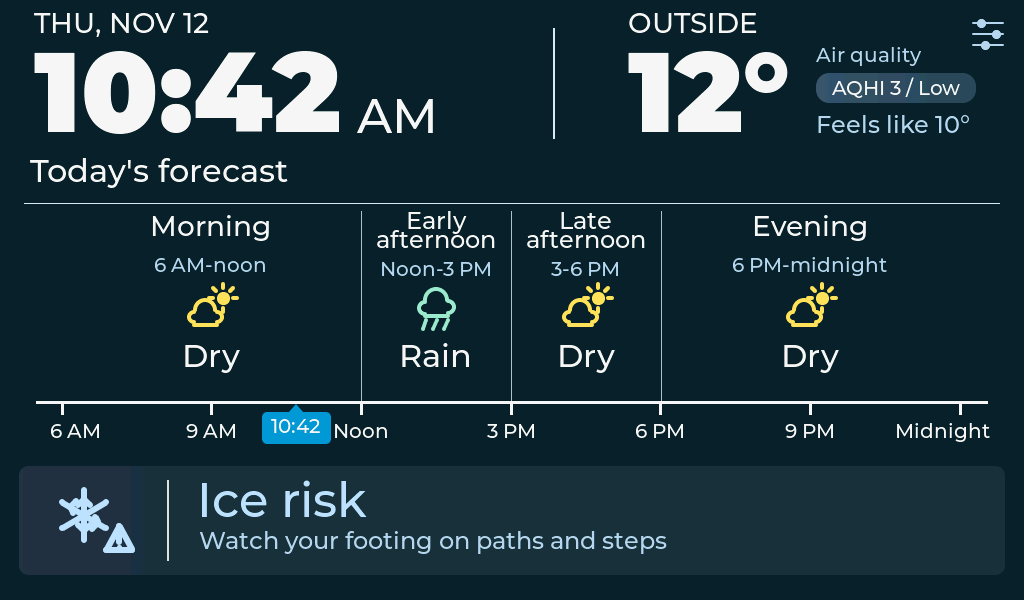 THU, NOV 12
10:42 AM
OUTSIDE
12°
Air quality
AQHI 3 / Low
Feels like 10°
Today's forecast
Morning
6 AM-noon
Dry
Early
afternoon
Noon-3 PM
Rain
Late
afternoon
3-6 PM
Dry
Evening
6 PM-midnight
Dry
6 AM
9 AM
10:42
Noon
3 PM
6 PM
9 PM
Midnight
Ice risk
Watch your footing on paths and steps